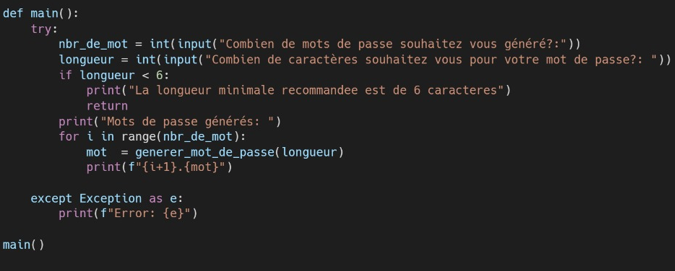 def main():
    try:
        nbr_de_mot = int(input("Combien de mots de passe souhaitez vous généré?:"))
        longueur = int(input("Combien de caractères souhaitez vous pour votre mot de passe?: "))
        if longueur < 6:
            print("La longueur minimale recommandee est de 6 caracteres")
            return
        print("Mots de passe générés: ")
        for i in range(nbr_de_mot):
            mot  = generer_mot_de_passe(longueur)
            print(f"{i+1}.{mot}")

    except Exception as e:
        print(f"Error: {e}")

main()